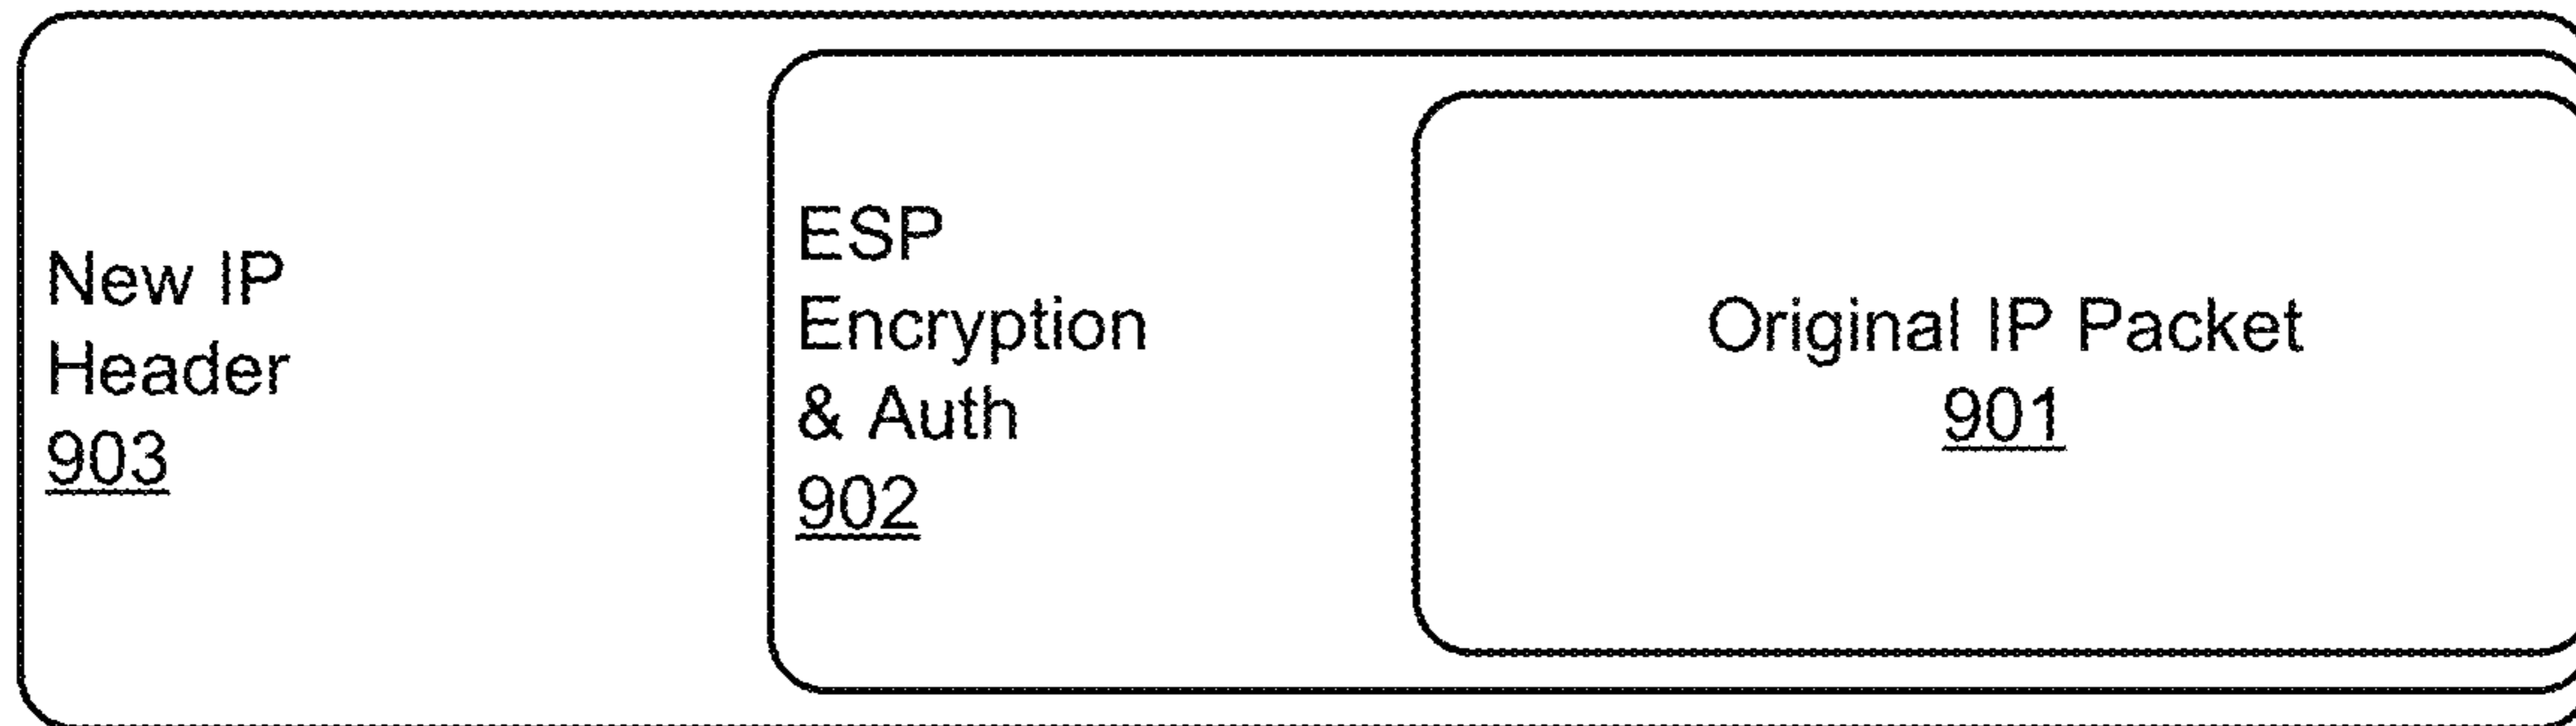 New IP
Header
903
ESP
Encryption
& Auth
902
Original IP Packet
901